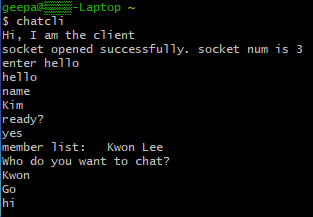 geepa@▒▒▒▒-Laptop ~
$ chatcli
Hi, I am the client
socket opened successfully. socket num is 3
enter hello
hello
name
Kim
ready?
yes
member list:   Kwon Lee
Who do you want to chat?
Kwon
Go
hi